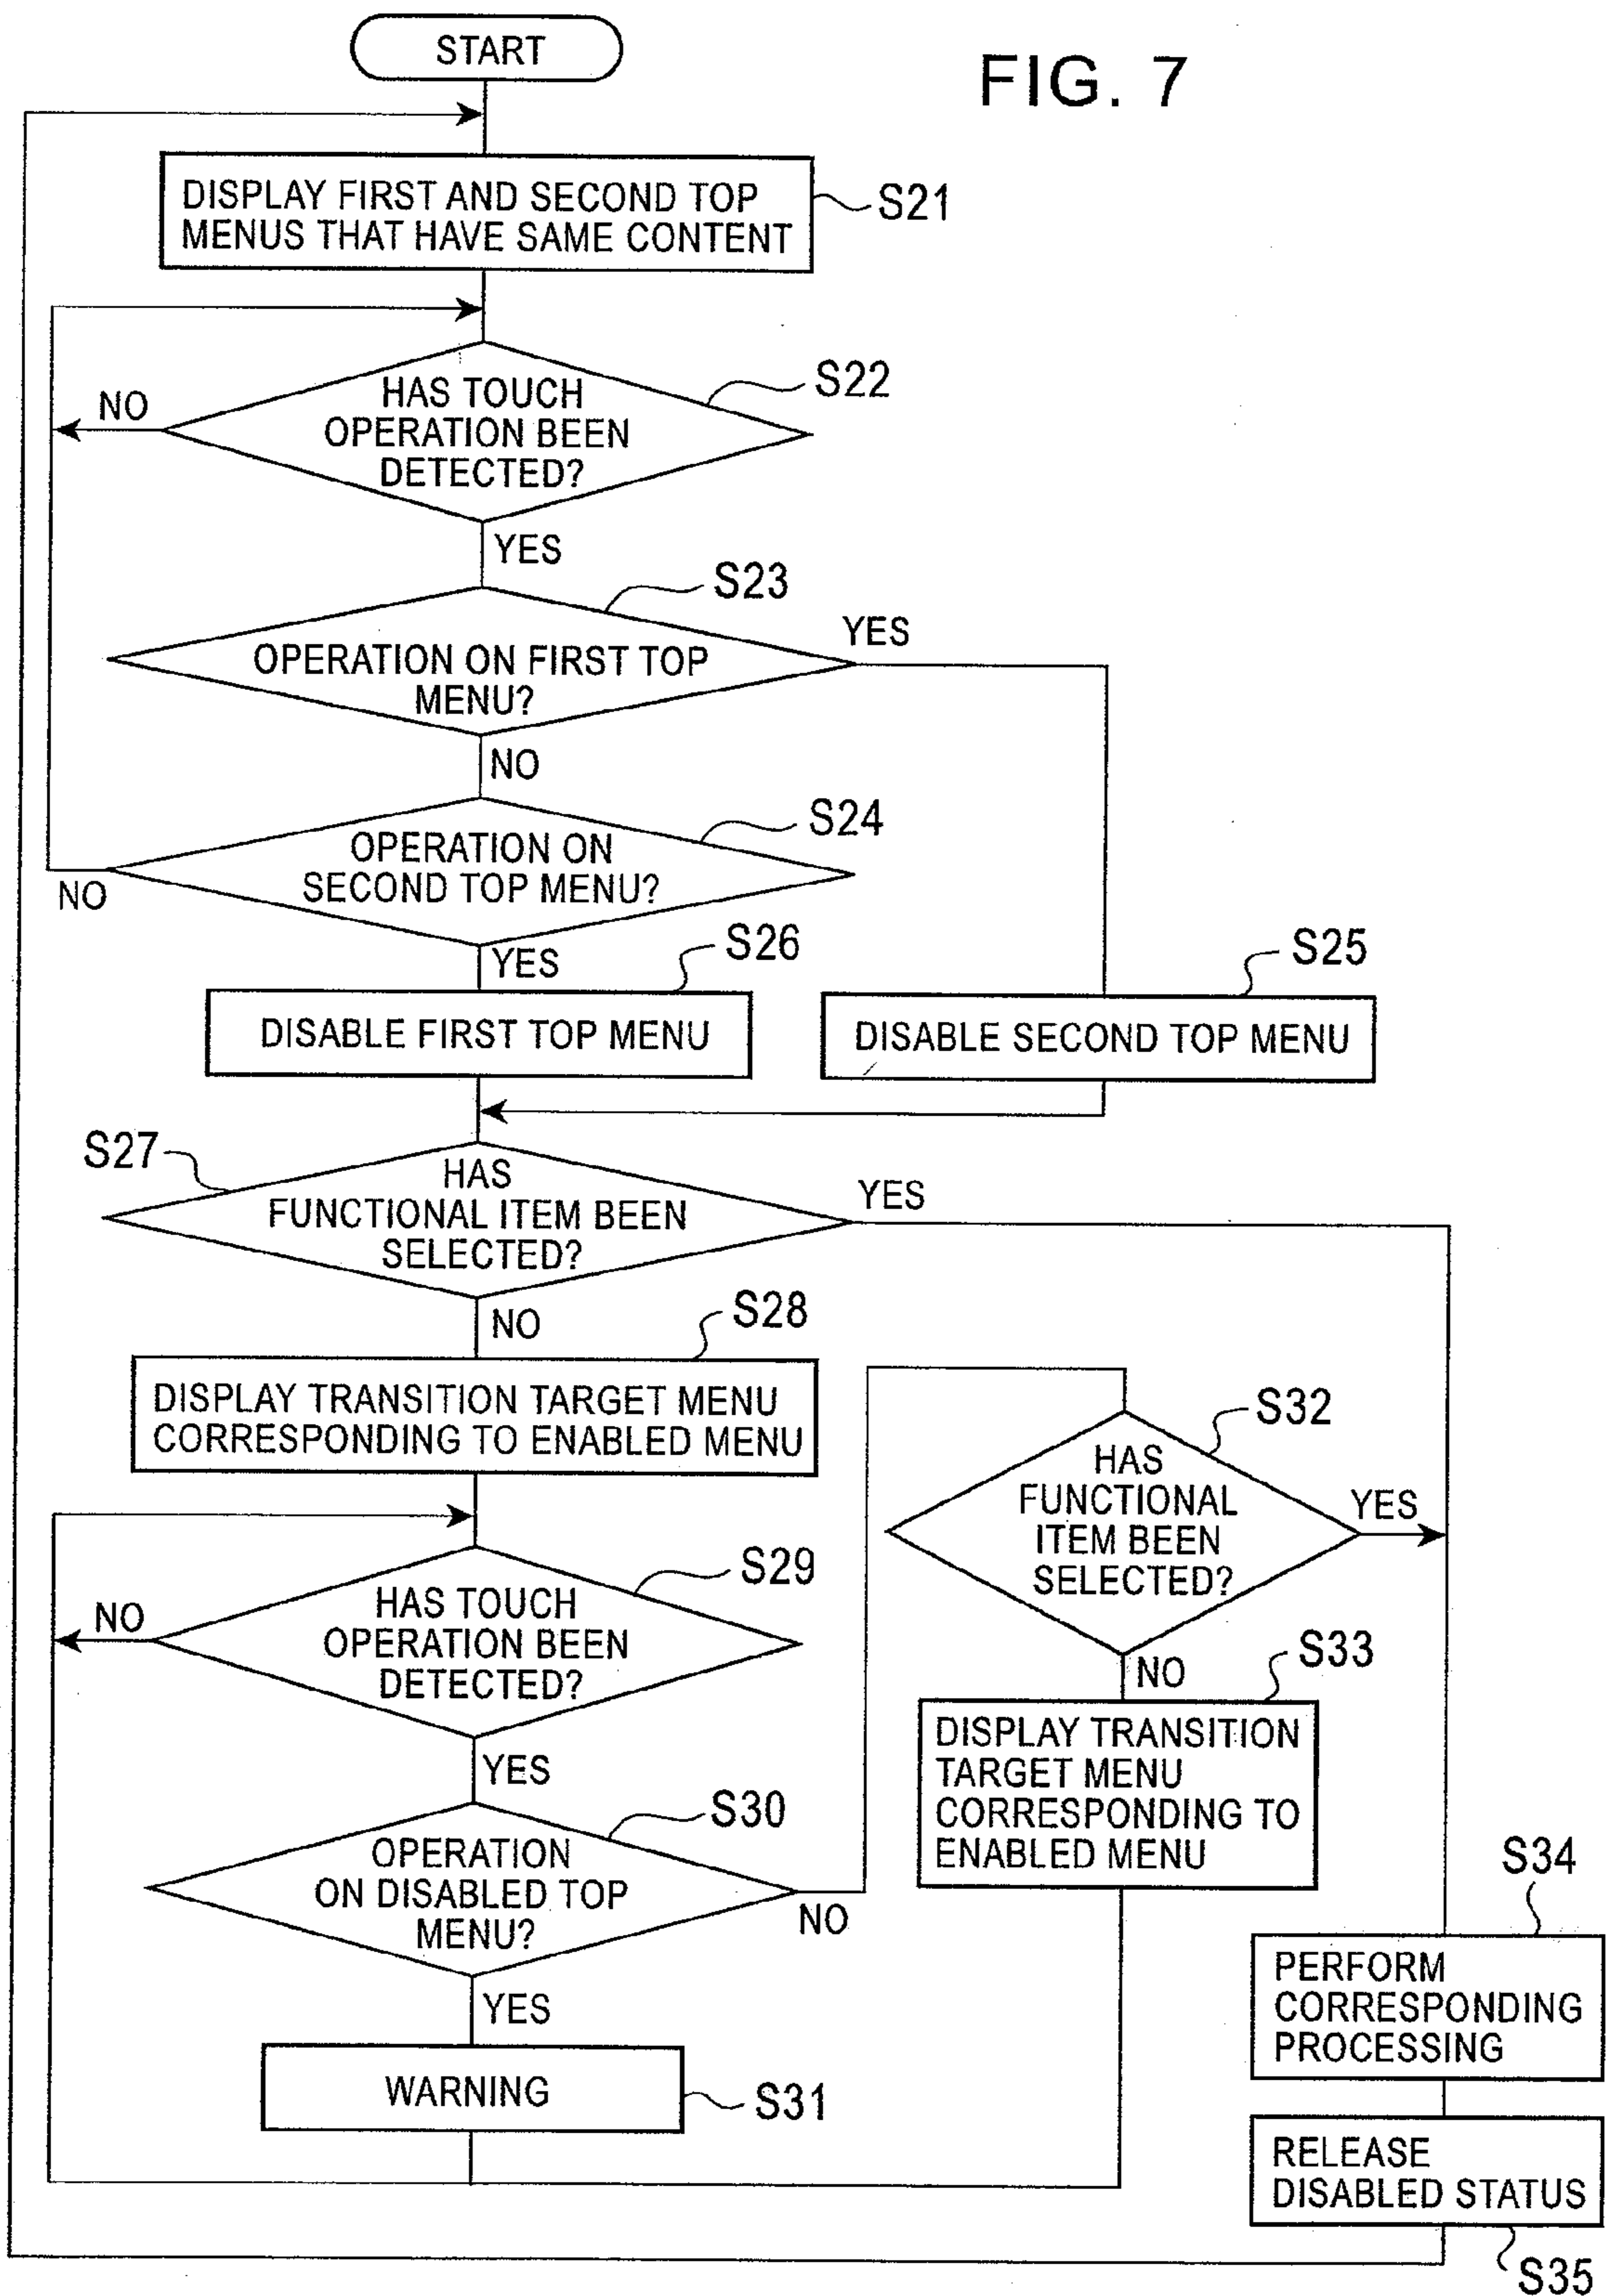 START
FIG. 7
DISPLAY FIRST AND SECOND TOP
MENUS THAT HAVE SAME CONTENT
S21
HAS TOUCH
OPERATION BEEN
DETECTED?
S22
NO
YES
S23
OPERATION ON FIRST TOP
MENU?
YES
NO
S24
OPERATION ON
SECOND TOP MENU?
NO
YES
S26
DISABLE FIRST TOP MENU
S25
DISABLE SECOND TOP MENU
S27
HAS
FUNCTIONAL ITEM BEEN
SELECTED?
YES
NO
S28
DISPLAY TRANSITION TARGET MENU
CORRESPONDING TO ENABLED MENU
S29
HAS TOUCH
OPERATION BEEN
DETECTED?
NO
YES
S30
OPERATION
ON DISABLED TOP
MENU?
NO
YES
WARNING
S31
S32
HAS
FUNCTIONAL
ITEM BEEN
SELECTED?
YES
NO
S33
DISPLAY TRANSITION
TARGET MENU
CORRESPONDING TO
ENABLED MENU
S34
PERFORM
CORRESPONDING
PROCESSING
RELEASE
DISABLED STATUS
S35